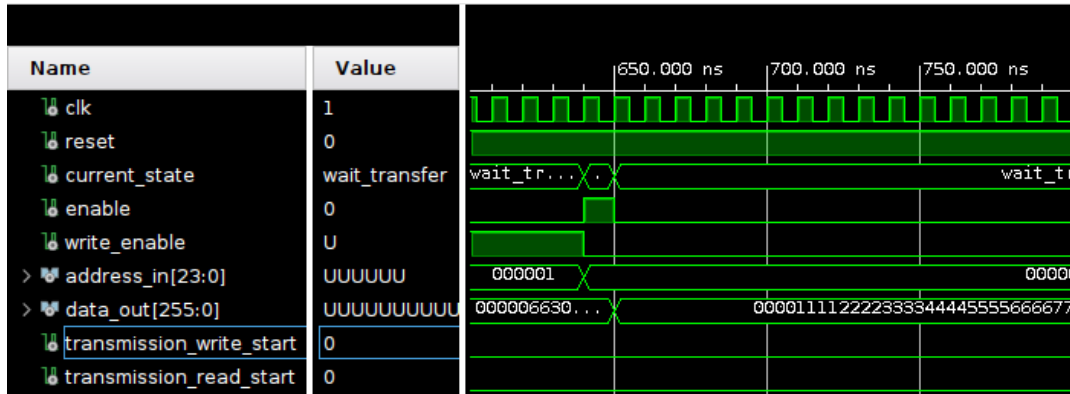 Name Value 650.000 ns 700.000 ns 750.000 ns
clk 1
reset 0
current_state wait_transfer wait_tr... . wait_t
enable 0
write_enable U
address_in[23:0] UUUUUU 000001 0000
data_out[255:0] UUUUUUUUUU 000006630... 0000111122223333444455556666677
transmission_write_start 0
transmission_read_start 0